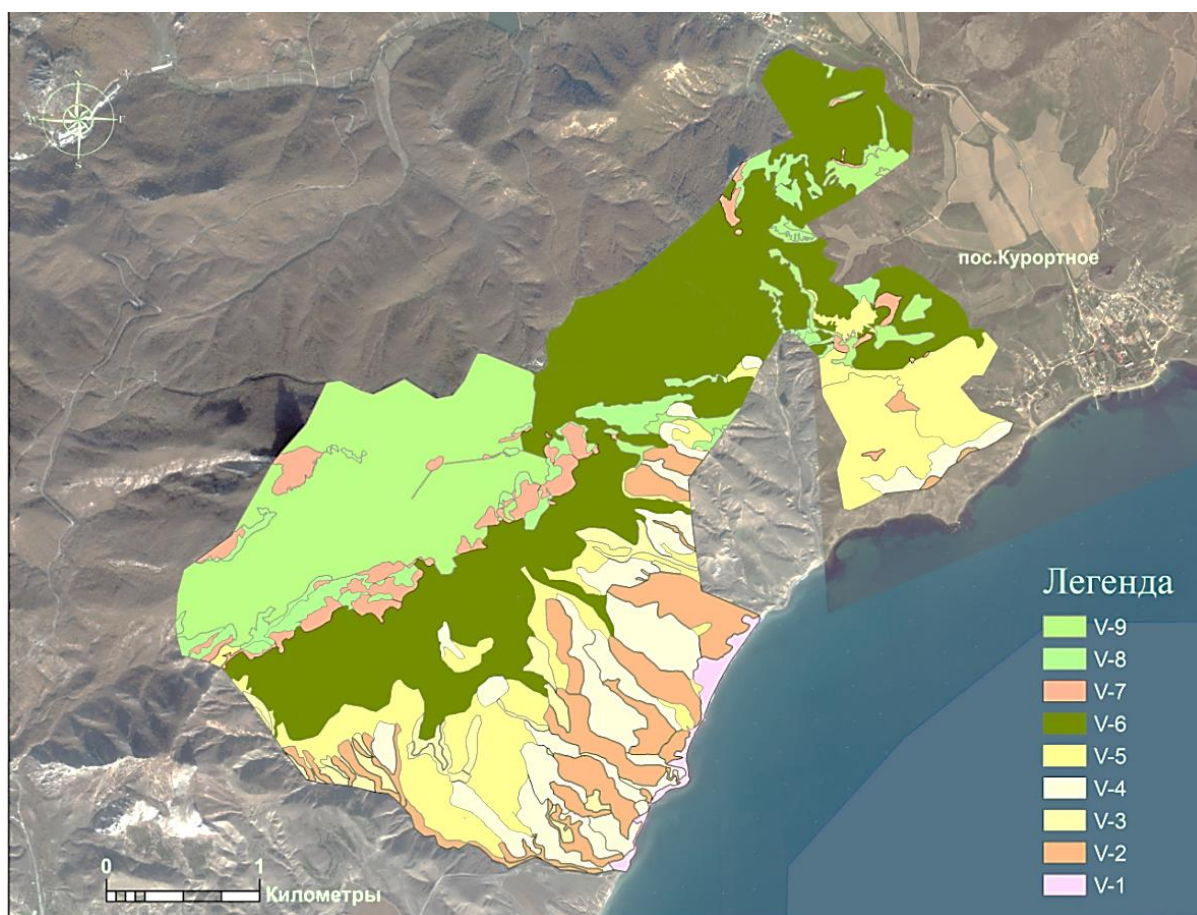 пос.Курортное
Легенда
V-9
V-8
V-7
V-6
V-5
V-4
V-3
V-2
V-1
0 1
Километры